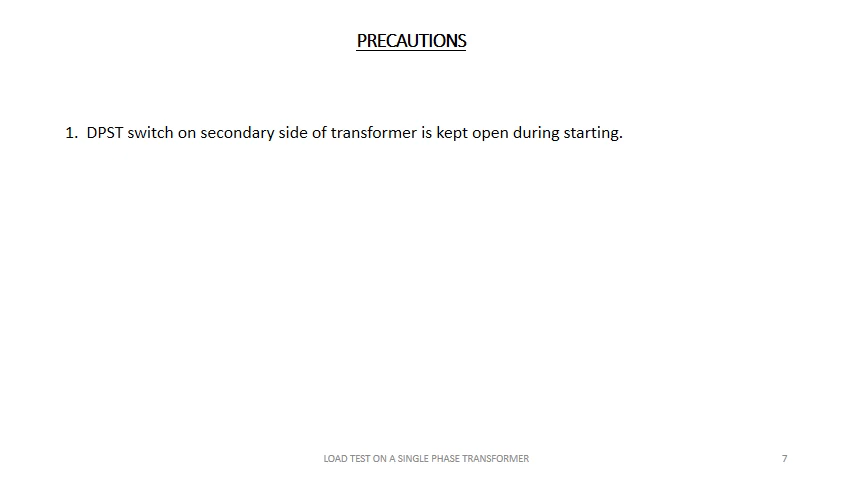 PRECAUTIONS
1. DPST switch on secondary side of transformer is kept open during starting.
LOAD TEST ON A SINGLE PHASE TRANSFORMER
7